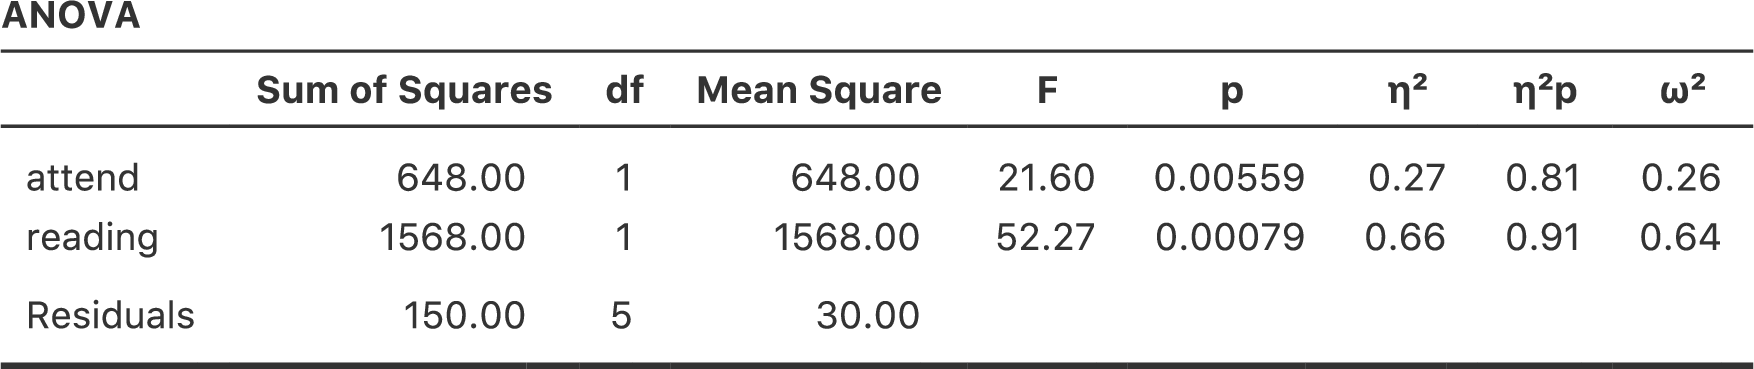 ANOVA
Sum of Squares df Mean Square F p η² η²p ω²
attend 648.00 1 648.00 21.60 0.00559 0.27 0.81 0.26
reading 1568.00 1 1568.00 52.27 0.00079 0.66 0.91 0.64
Residuals 150.00 5 30.00